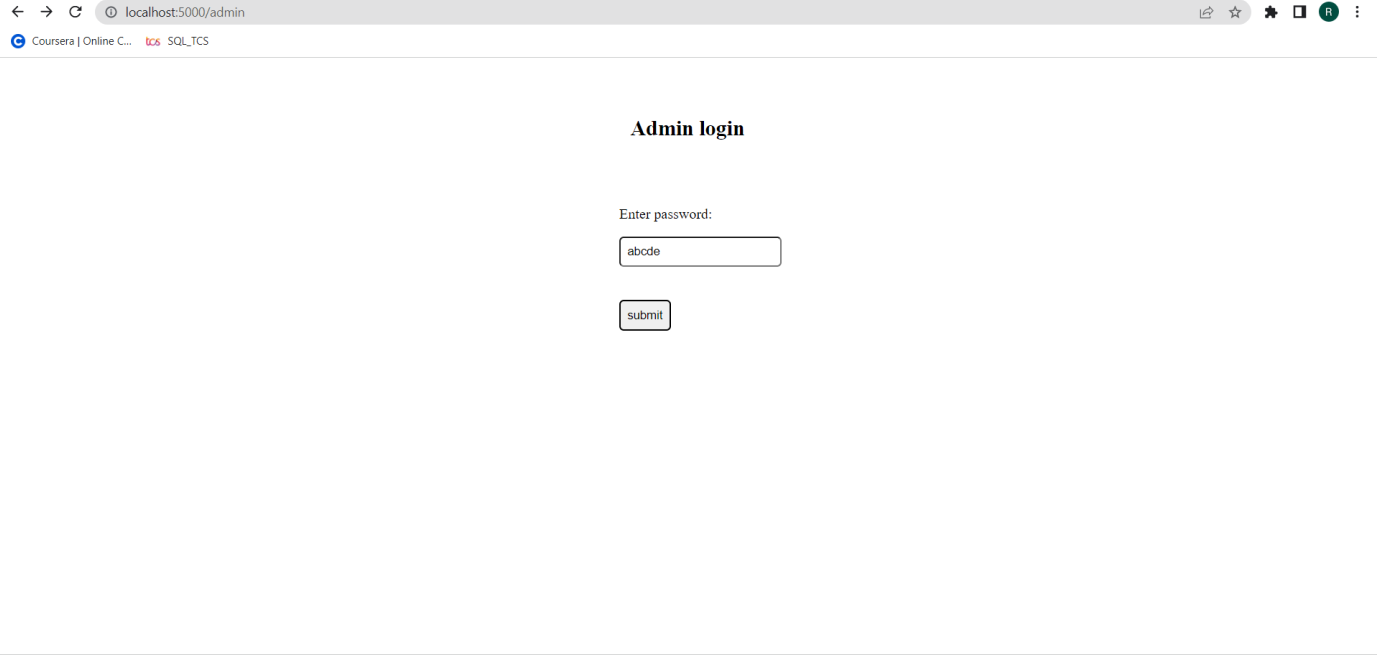 localhost:5000/admin
R
Coursera | Online C... tcs SQL_TCS
Admin login
Enter password:
abcde
submit